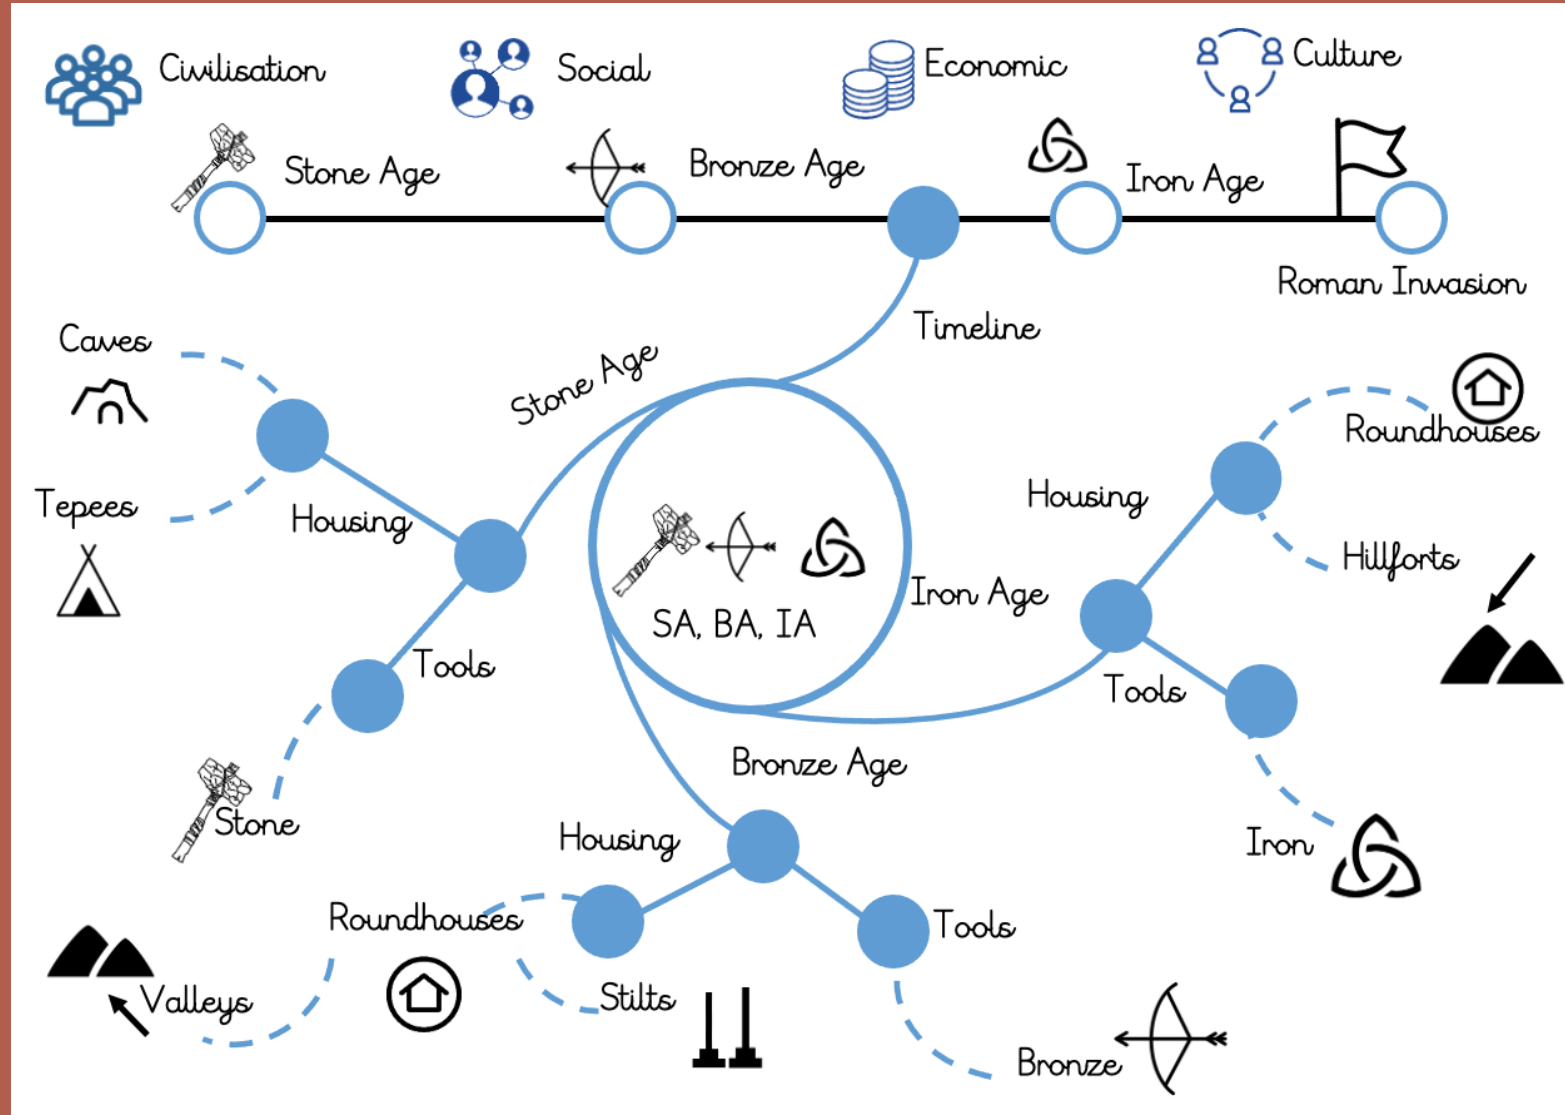 Civilisation
Social
Economic
Culture
Stone Age
Bronze Age
Iron Age
Roman Invasion
Timeline
Caves
Stone Age
Roundhouses
Tepees
Housing
Housing
Hillforts
SA, BA, IA
Iron Age
Tools
Tools
Bronze Age
Stone
Housing
Iron
Roundhouses
Tools
Valleys
Stilts
Bronze